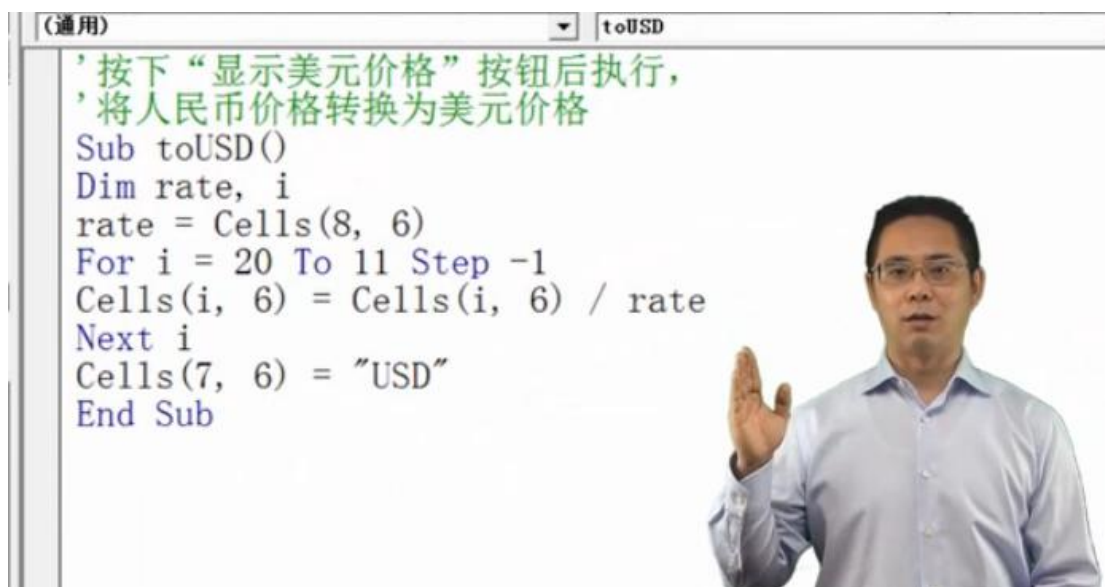 (通用) toUSD
'按下“显示美元价格”按钮后执行，
'将人民币价格转换为美元价格
Sub toUSD()
Dim rate, i
rate = Cells(8, 6)
For i = 20 To 11 Step -1
Cells(i, 6) = Cells(i, 6) / rate
Next i
Cells(7, 6) = "USD"
End Sub